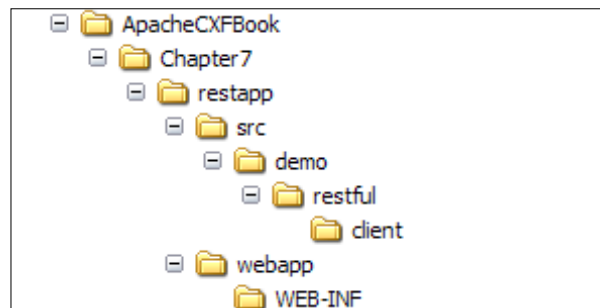 ApacheCXFBook
Chapter7
restapp
src
demo
restful
client
webapp
WEB-INF